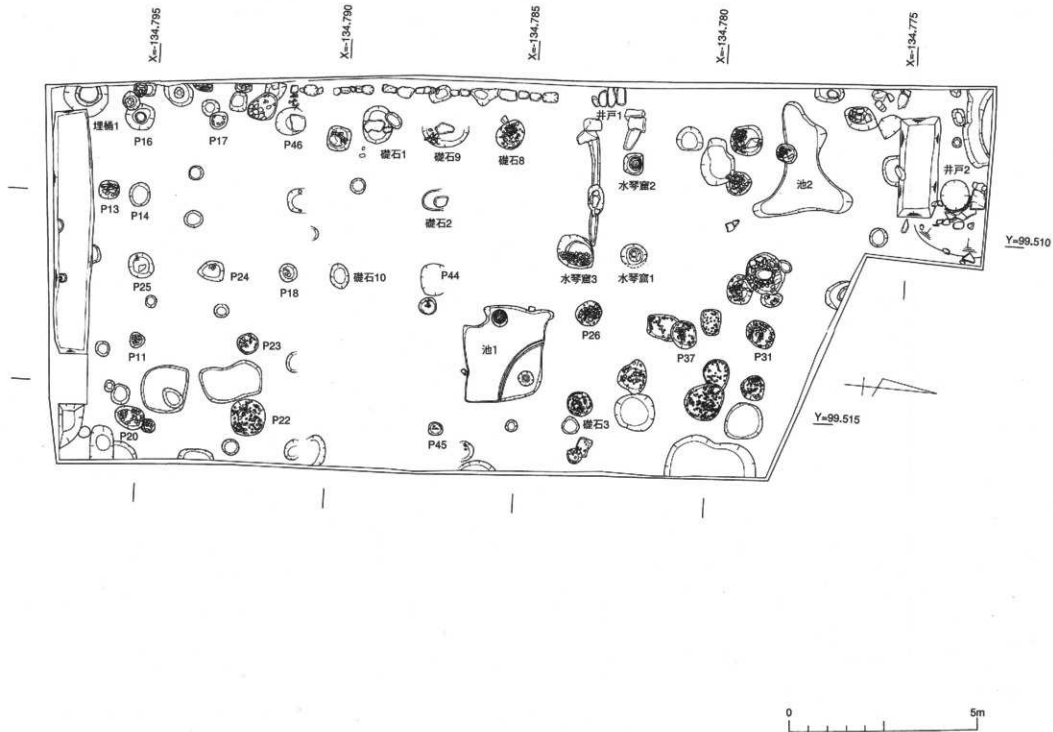 X=-134.795
X=-134.790
X=-134.785
X=-134.780
X=-134.775
埋桶1
P16
P17
P46
礎石1
礎石9
礎石8
井戸1
水琴窟2
池2
井戸2
P13
P14
礎石2
Y=99.510
P25
P24
P18
礎石10
P44
水琴窟3
水琴窟1
P11
P23
池1
P26
P37
P31
P20
P22
P45
礎石3
Y=99.515
0
5m